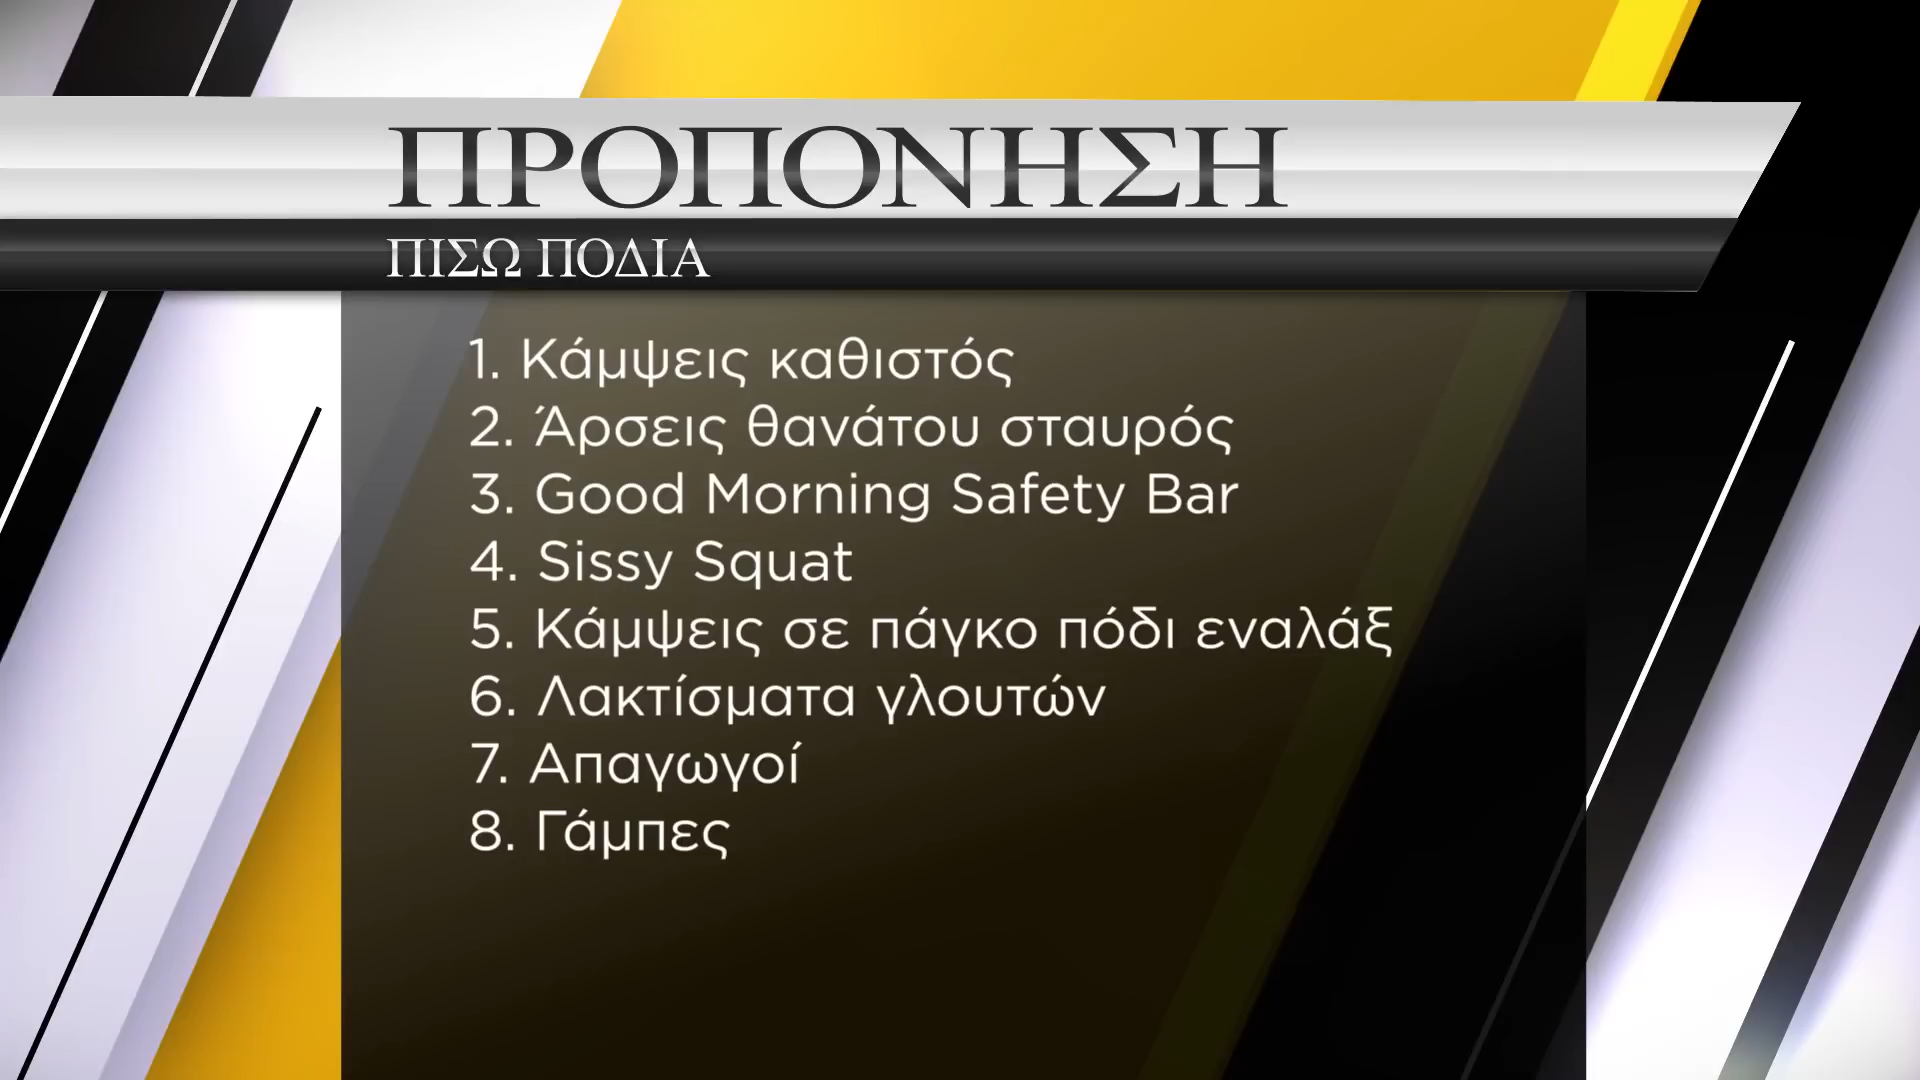 ΠΡΟΠΟΝΗΣΗ
ΠΙΣΩ ΠΟΔΙΑ
1. Κάμψεις καθιστός
2. Άρσεις θανάτου σταυρός
3. Good Morning Safety Bar
4. Sissy Squat
5. Κάμψεις σε πάγκο πόδι εναλάξ
6. Λακτίσματα γλουτών
7. Απαγωγοί
8. Γάμπες